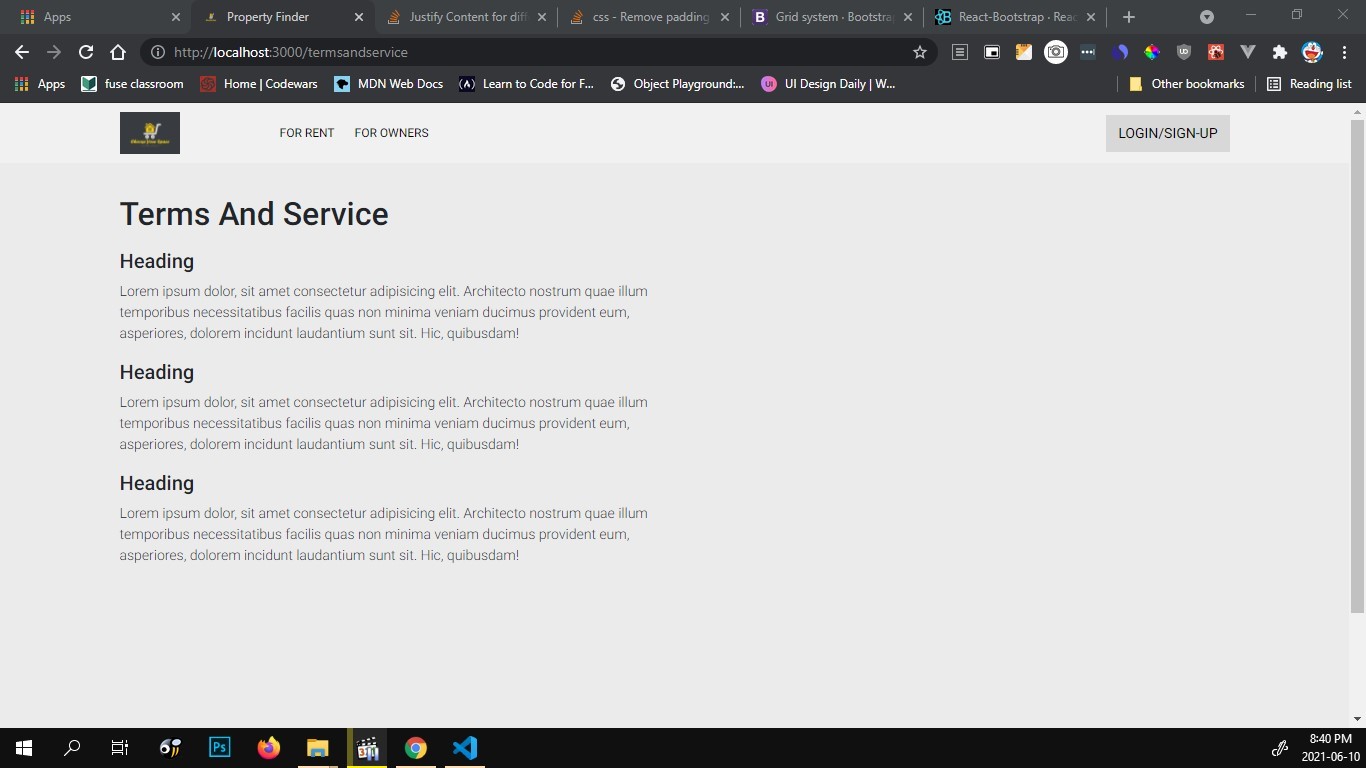 Apps
Property Finder
Justify Content for diff
css - Remove padding
Grid system · Bootstrap
React-Bootstrap · Reac
http://localhost:3000/termsandservice
Apps
fuse classroom
Home | Codewars
MDN Web Docs
Learn to Code for F...
Object Playground:...
UI Design Daily | W...
Other bookmarks
Reading list
FOR RENT
FOR OWNERS
LOGIN/SIGN-UP
Terms And Service
Heading
Lorem ipsum dolor, sit amet consectetur adipisicing elit. Architecto nostrum quae illum
temporibus necessitatibus facilis quas non minima veniam ducimus provident eum,
asperiores, dolorem incidunt laudantium sunt sit. Hic, quibusdam!
Heading
Lorem ipsum dolor, sit amet consectetur adipisicing elit. Architecto nostrum quae illum
temporibus necessitatibus facilis quas non minima veniam ducimus provident eum,
asperiores, dolorem incidunt laudantium sunt sit. Hic, quibusdam!
Heading
Lorem ipsum dolor, sit amet consectetur adipisicing elit. Architecto nostrum quae illum
temporibus necessitatibus facilis quas non minima veniam ducimus provident eum,
asperiores, dolorem incidunt laudantium sunt sit. Hic, quibusdam!
Ps
8:40 PM
2021-06-10